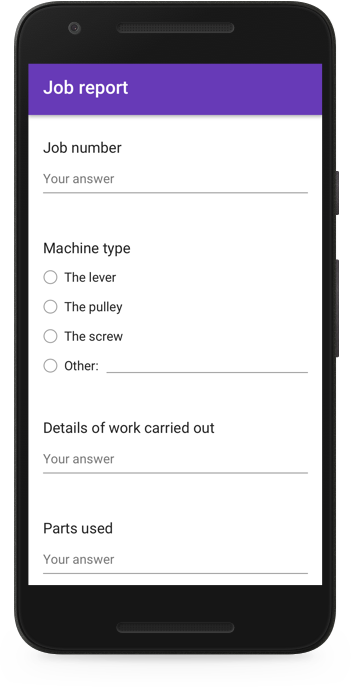 Job report
Job number
Your answer
Machine type
The lever
The pulley
The screw
Other:
Details of work carried out
Your answer
Parts used
Your answer